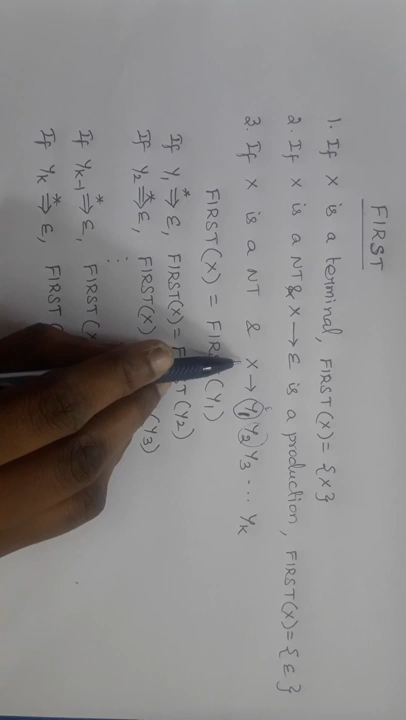 FIRST
1. If X is a terminal, FIRST(X) = {X}
2. If X is a NT & X → ε is a production, FIRST(X) = {ε}
3. If X is a NT & X → Y1 Y2 Y3 ... Yk
FIRST(X) = FIRST(Y1)
If Y1 *⇒ ε, FIRST(X) = FIRST(Y2)
If Y2 *⇒ ε, FIRST(X) (Y3)
⋮
If Yk-1 *⇒ ε, FIRST(X
If Yk *⇒ ε, FIRST(